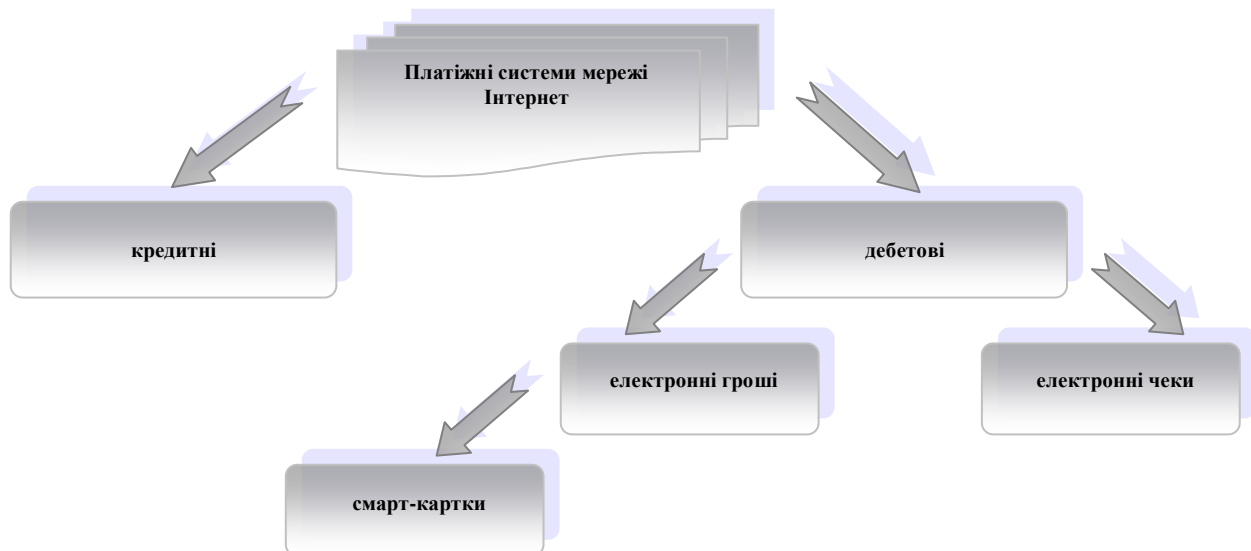 Платіжні системи мережі
Інтернет
кредитні
дебетові
електронні гроші
електронні чеки
смарт-картки